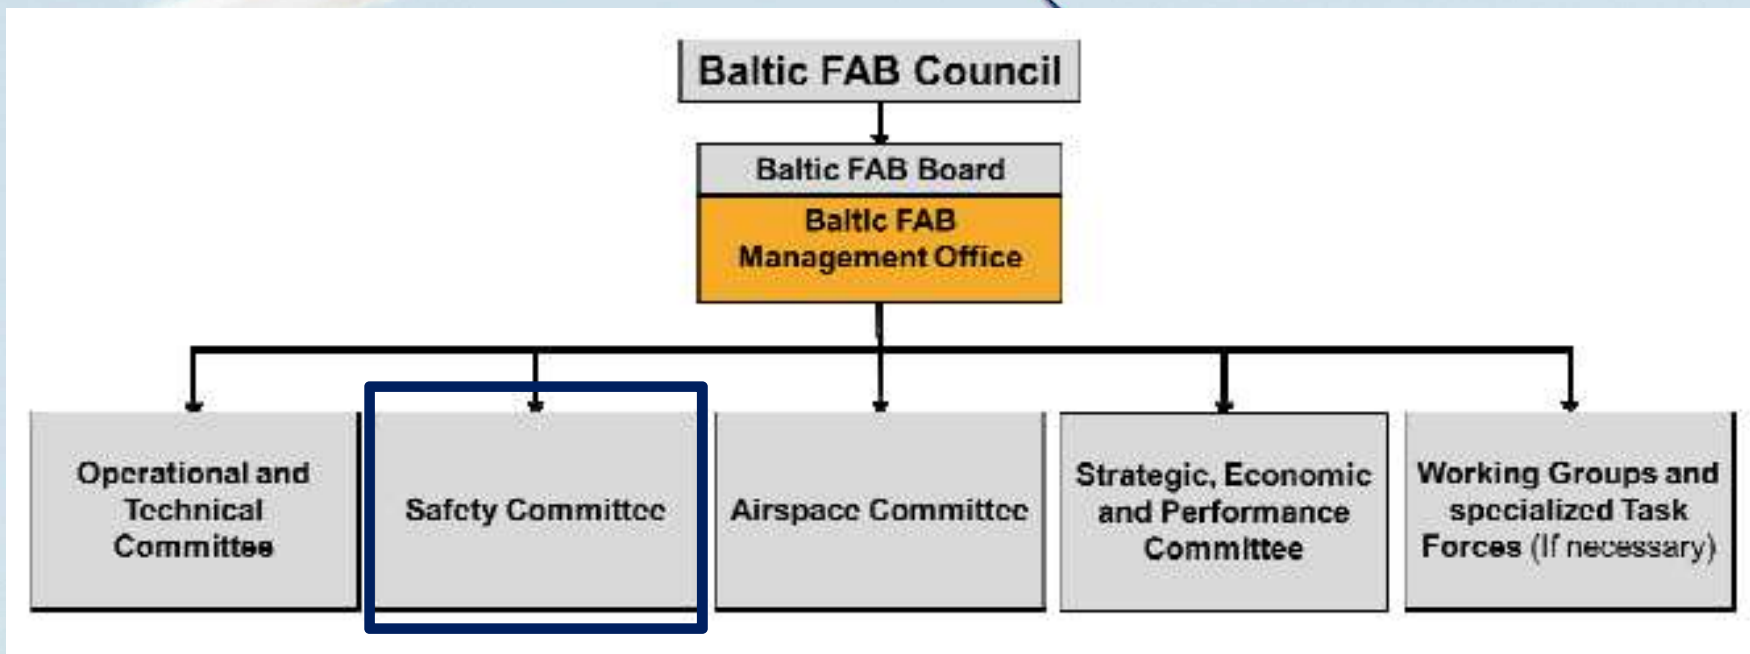 Baltic FAB Council
Baltic FAB Board
Baltic FAB
Management Office
Operational and
Technical
Committee
Safety Committee
Airspace Committee
Strategic, Economic
and Performance
Committee
Working Groups and
specialized Task
Forces (If necessary)